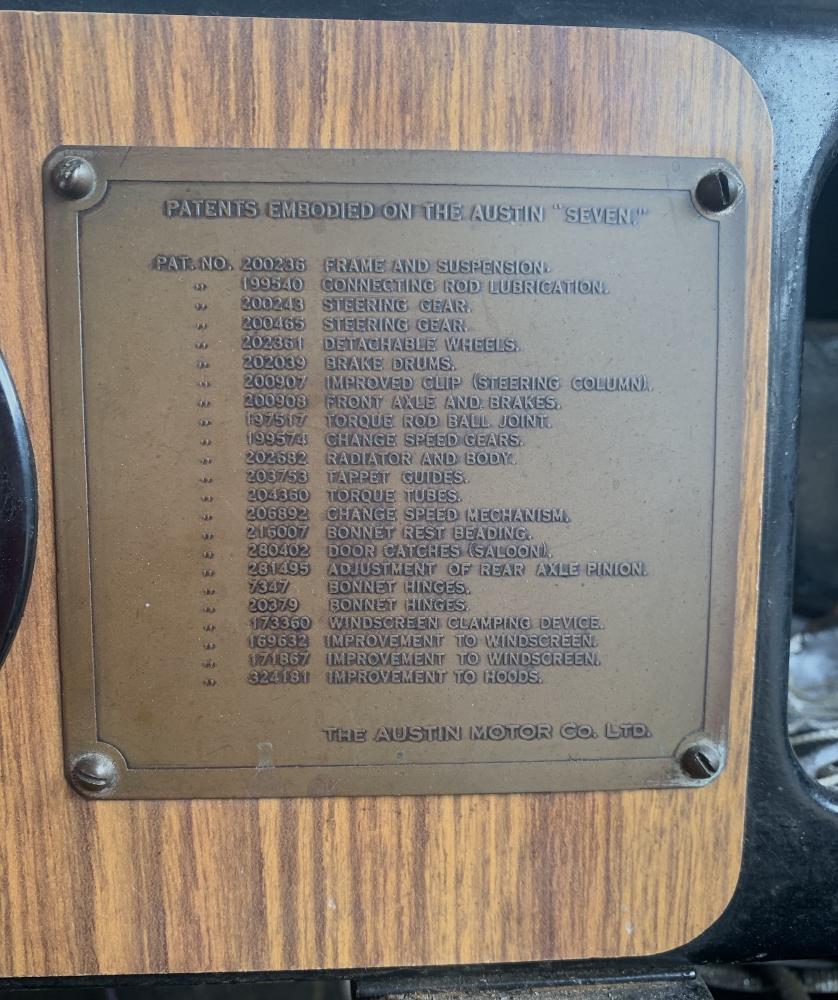 PATENTS EMBODIED ON THE AUSTIN "SEVEN."
PAT. NO. 200236 FRAME AND SUSPENSION.
" 199540 CONNECTING ROD LUBRICATION.
" 200243 STEERING GEAR.
" 200465 STEERING GEAR.
" 202361 DETACHABLE WHEELS.
" 202039 BRAKE DRUMS.
" 200907 IMPROVED CLIP (STEERING COLUMN).
" 200908 FRONT AXLE AND BRAKES.
" 197517 TORQUE ROD BALL JOINT.
" 199574 CHANGE SPEED GEARS.
" 202682 RADIATOR AND BODY.
" 203753 TAPPET GUIDES.
" 204360 TORQUE TUBES.
" 206892 CHANGE SPEED MECHANISM.
" 216007 BONNET REST BEADING.
" 280402 DOOR CATCHES (SALOON).
" 281495 ADJUSTMENT OF REAR AXLE PINION.
" 7347 BONNET HINGES.
" 20379 BONNET HINGES.
" 173360 WINDSCREEN CLAMPING DEVICE.
" 169632 IMPROVEMENT TO WINDSCREEN.
" 171867 IMPROVEMENT TO WINDSCREEN.
" 324181 IMPROVEMENT TO HOODS.
THE AUSTIN MOTOR CO. LTD.